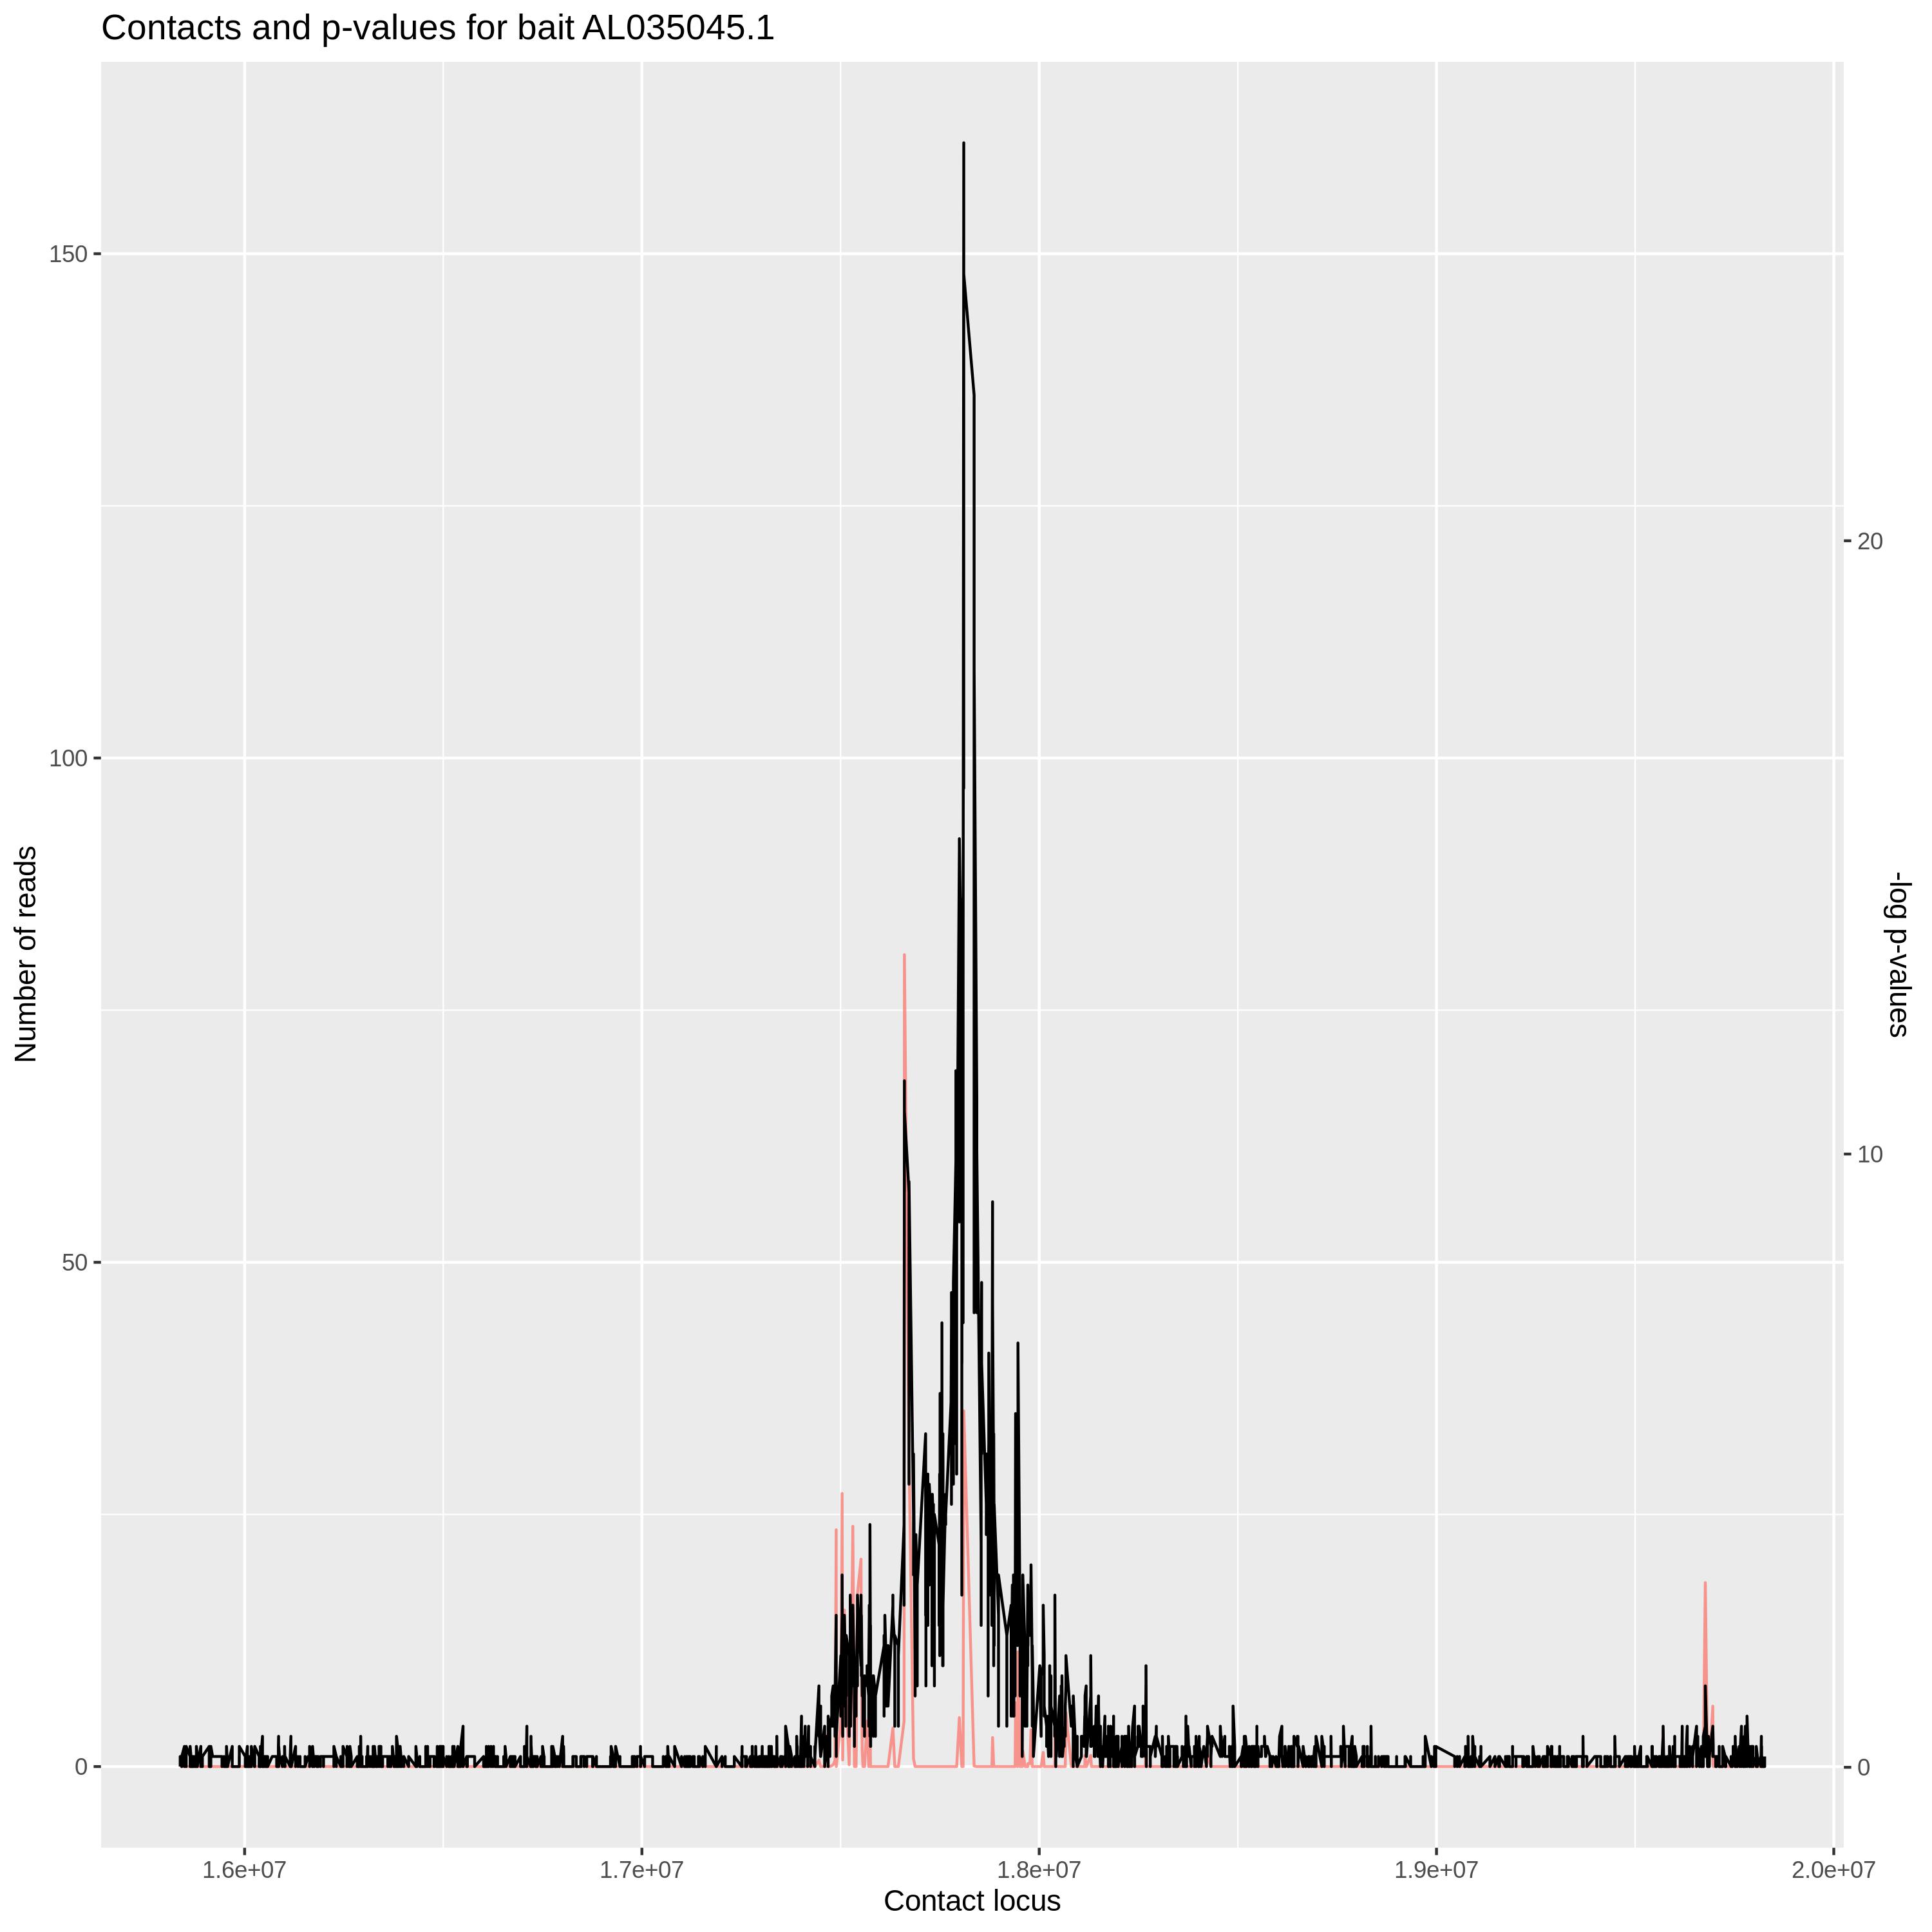 Contacts and p-values for bait AL035045.1
150
100
50
0
Number of reads
20
10
0
-log p-values
1.6e+07
1.7e+07
1.8e+07
1.9e+07
2.0e+07
Contact locus